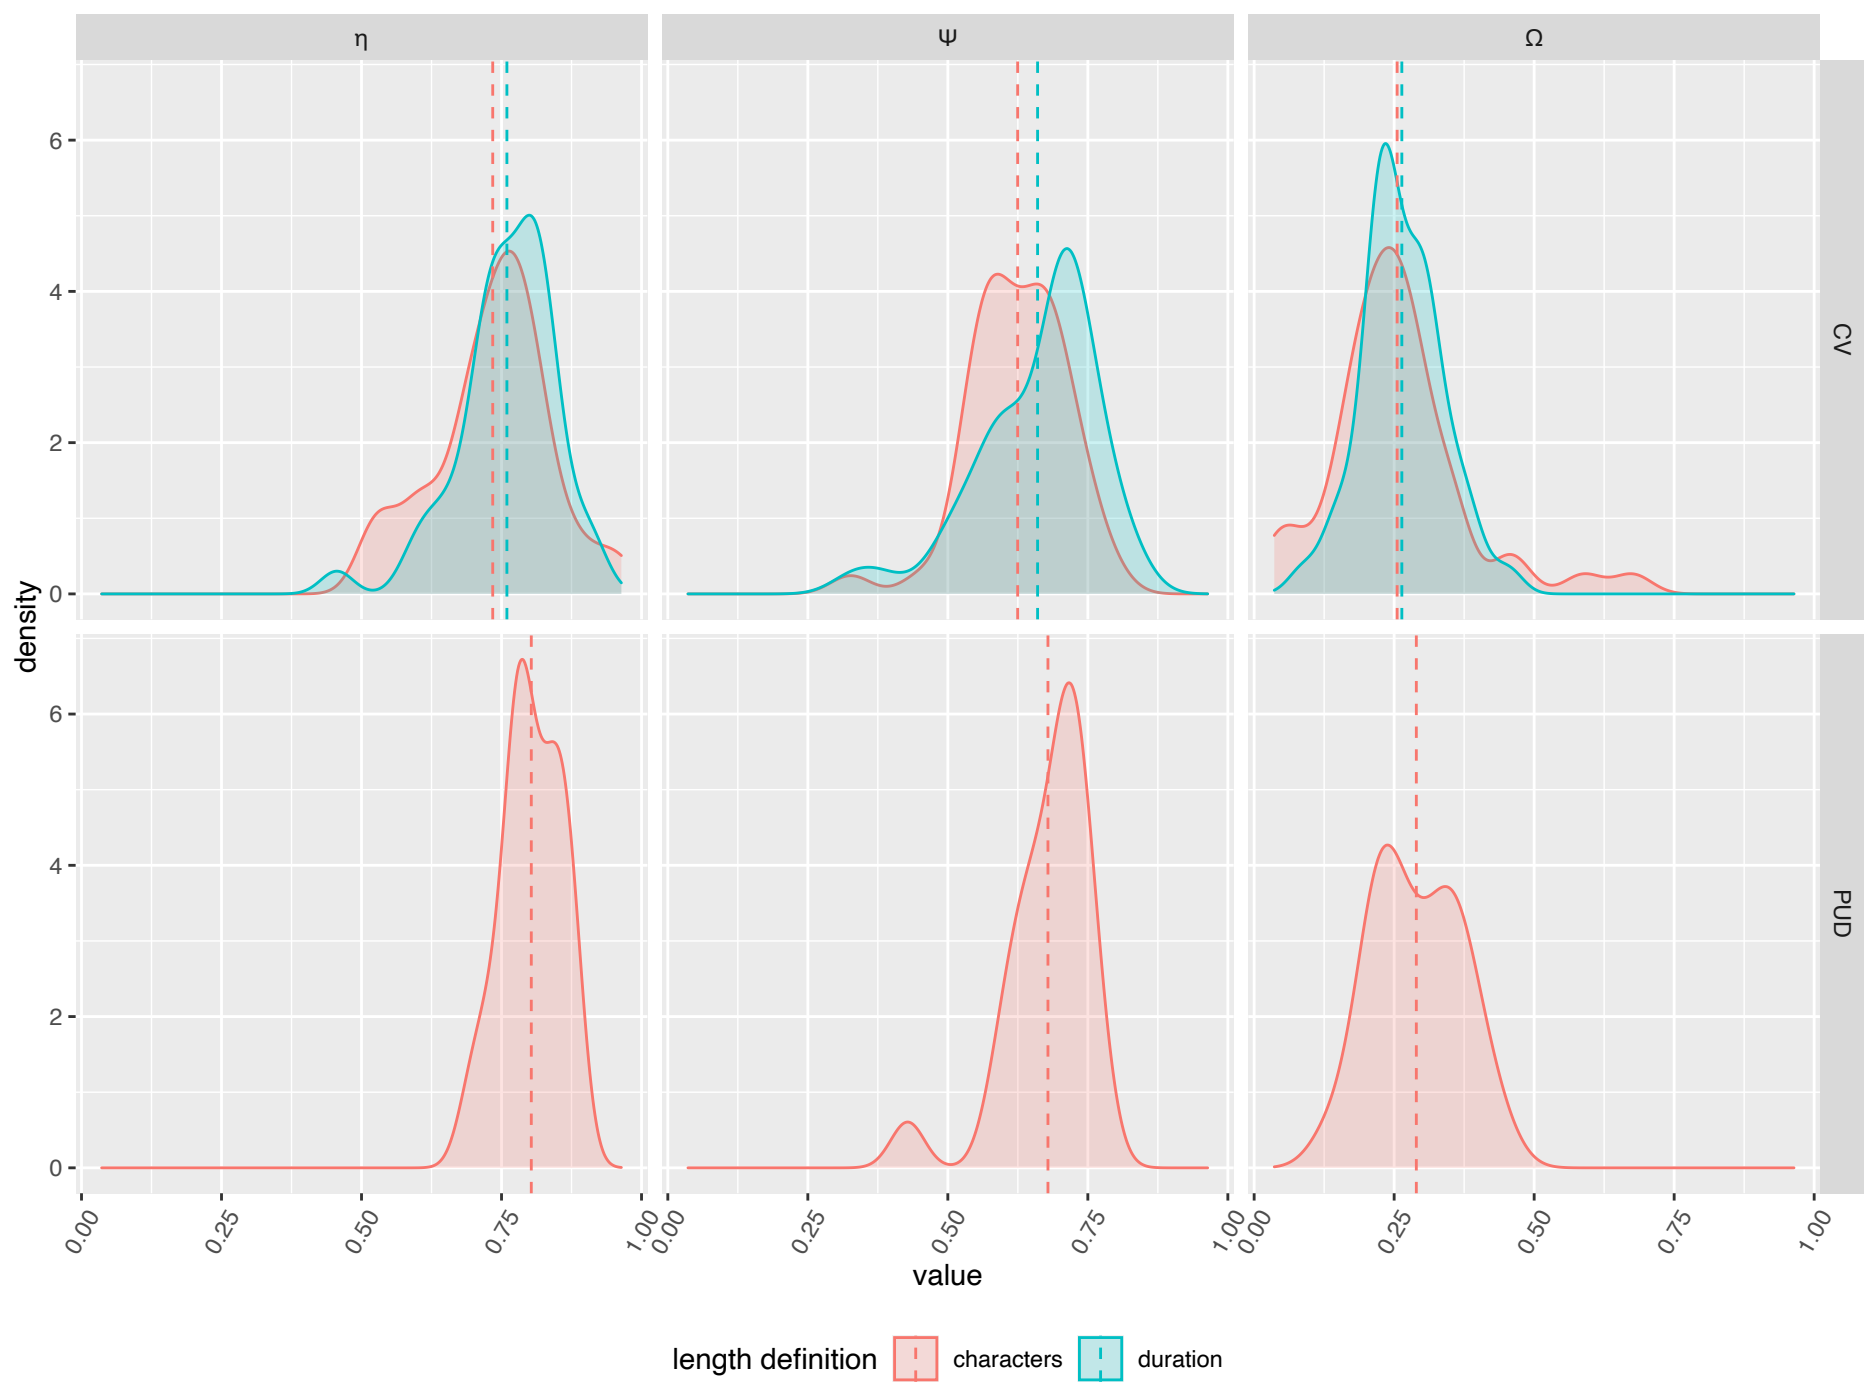 η Ψ Ω
6
4
2
0
CV
density
6
4
2
0
PUD
0.00 0.25 0.50 0.75 1.00 0.00 0.25 0.50 0.75 1.00 0.00 0.25 0.50 0.75 1.00
value
length definition characters duration